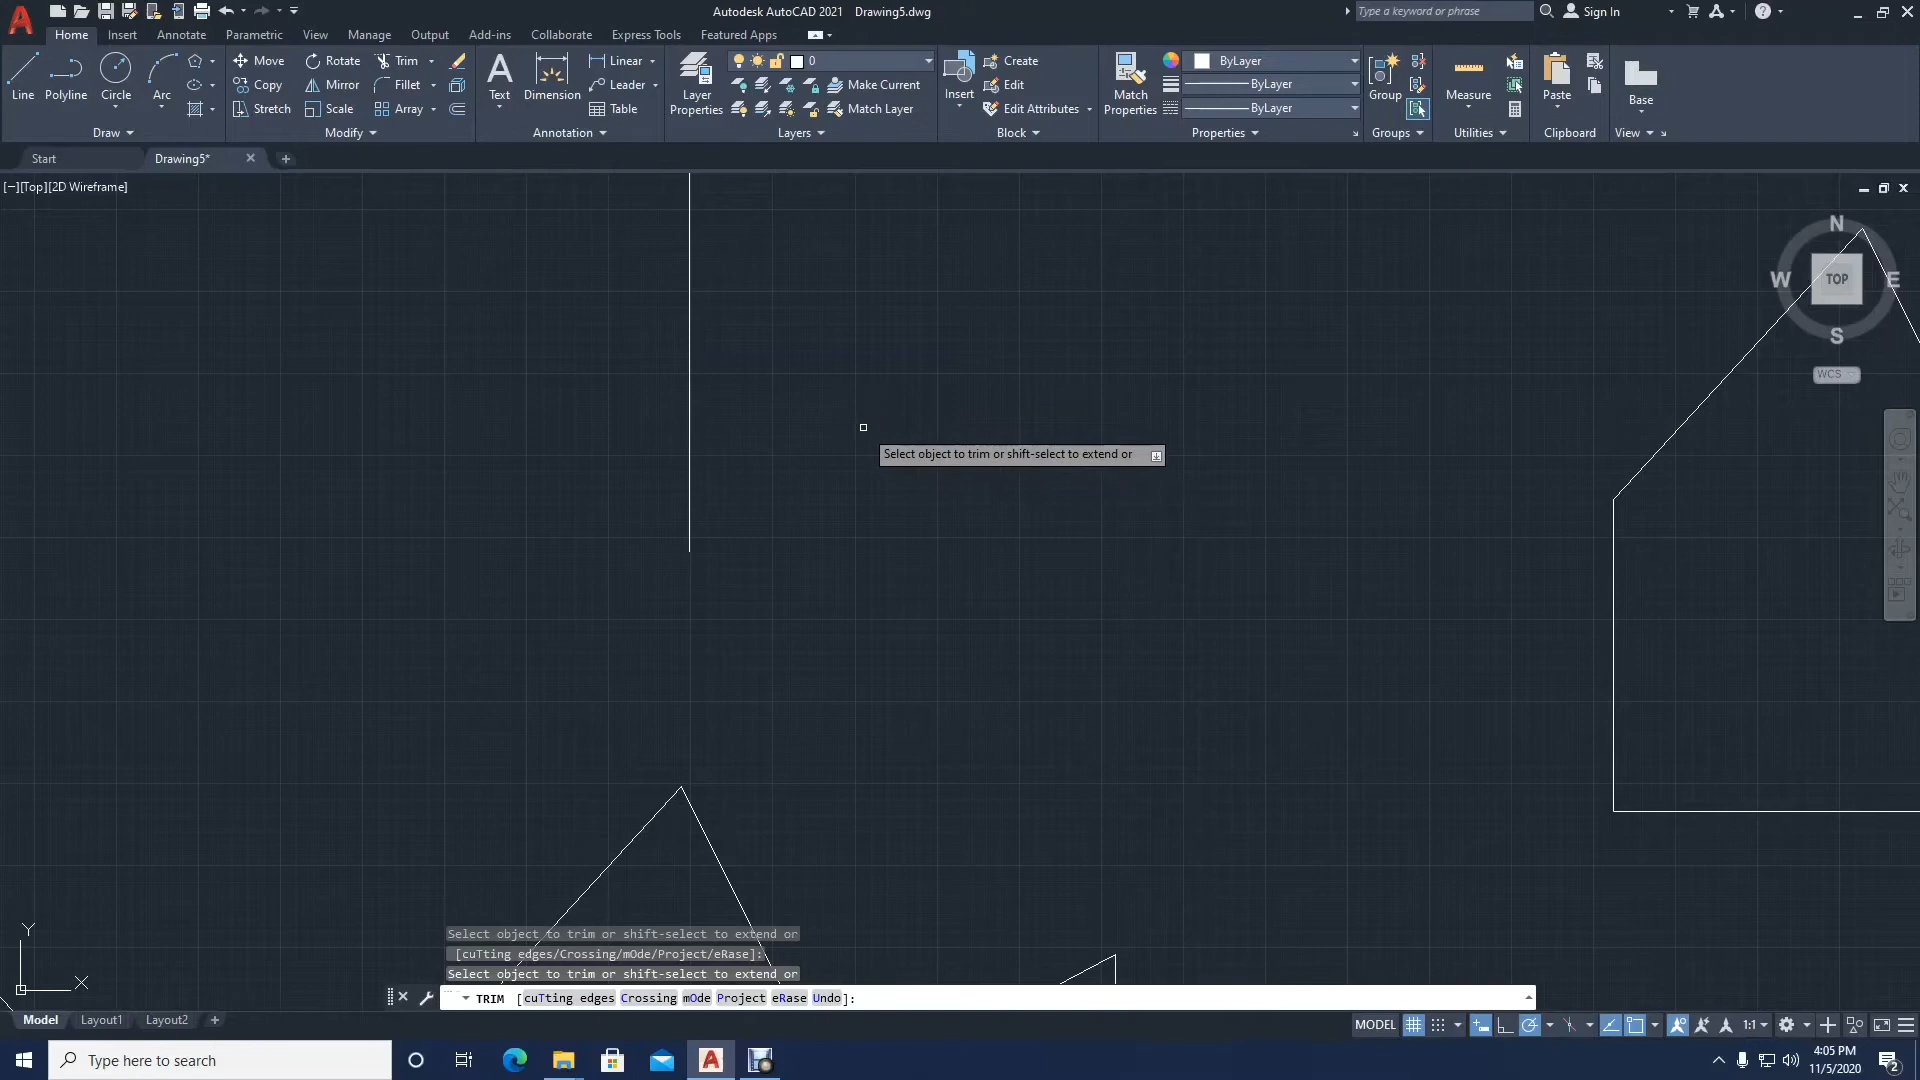 Autodesk AutoCAD 2021 Drawing5.dwg
Type a keyword or phrase
Sign In
Home Insert Annotate Parametric View Manage Output Add-ins Collaborate Express Tools Featured Apps
Line Polyline Circle Arc
Move Rotate Trim
Copy Mirror Fillet
Stretch Scale Array
Text Dimension
Linear
Leader
Table
Layer Properties
0
Make Current
Match Layer
Insert
Create
Edit
Edit Attributes
Match Properties
ByLayer
ByLayer
ByLayer
Group Measure Paste Base
Draw Modify Annotation Layers Block Properties Groups Utilities Clipboard View
Start Drawing5*
[−][Top][2D Wireframe]
N
W TOP E
S
WCS
Select object to trim or shift-select to extend or
Y
X
Select object to trim or shift-select to extend or
[cuTting edges/Crossing/mOde/Project/eRase]:
Select object to trim or shift-select to extend or
TRIM [cuTting edges Crossing mOde Project eRase Undo]:
Model Layout1 Layout2
MODEL 1:1
Type here to search
4:05 PM
11/5/2020
2